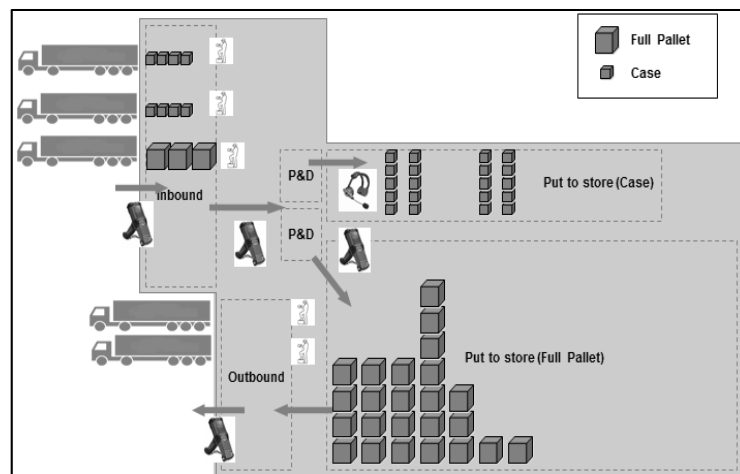 Full Pallet
Case
P&D
Put to store (Case)
Inbound
P&D
Put to store (Full Pallet)
Outbound